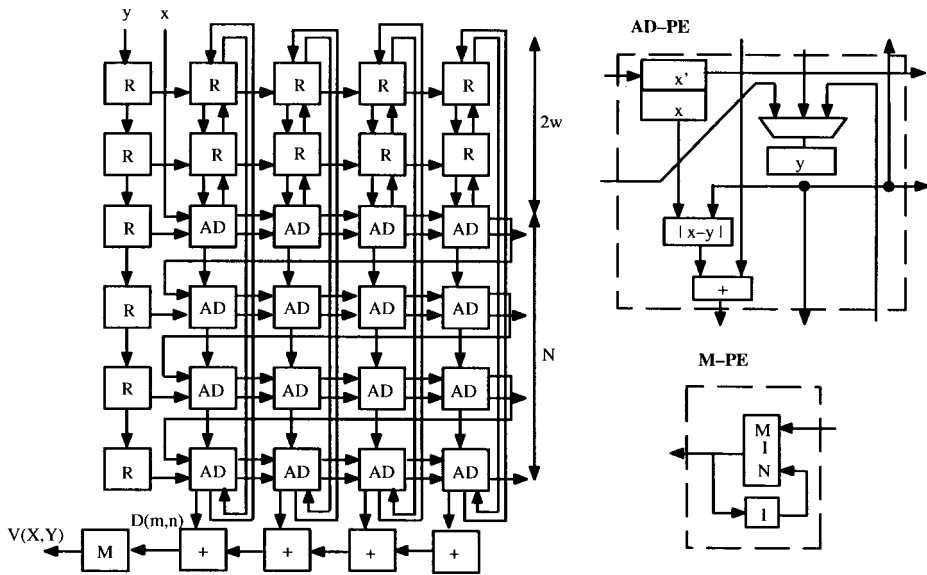 y x
R R R R R
R R R R R
2w
R AD AD AD AD
R AD AD AD AD
N
R AD AD AD AD
R AD AD AD AD
V(X,Y) D(m,n)
M + + + +
AD-PE
x'
x
y
| x-y |
+
M-PE
M
I
N
1